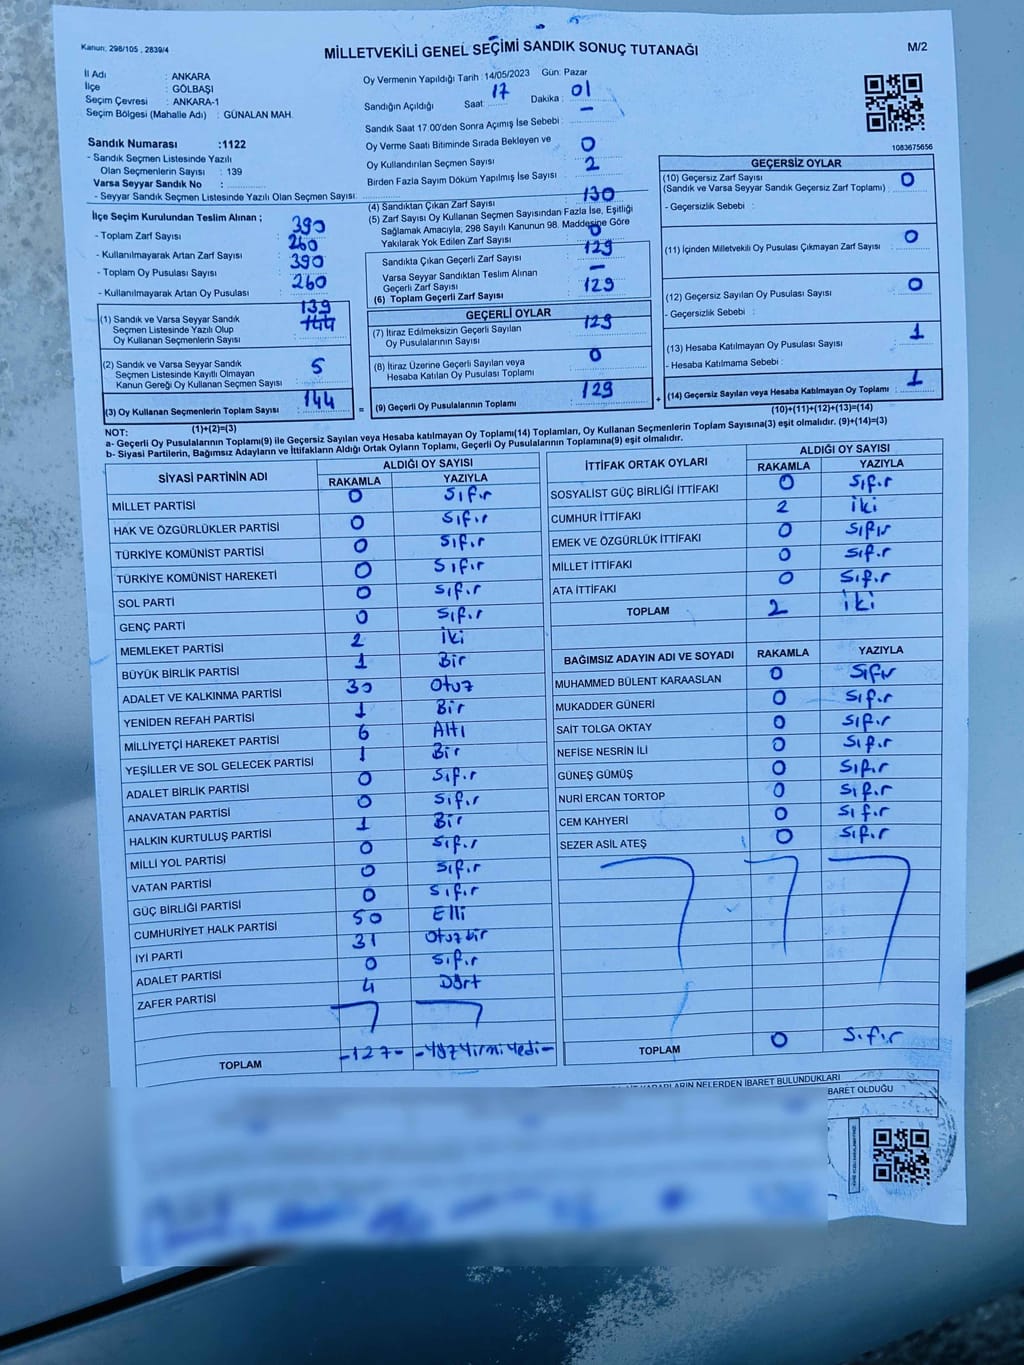 Kanun: 298/105 , 2839/4
MİLLETVEKİLİ GENEL SEÇİMİ SANDIK SONUÇ TUTANAĞI
M/2
İl Adı : ANKARA
İlçe : GÖLBAŞI
Seçim Çevresi : ANKARA-1
Seçim Bölgesi (Mahalle Adı) : GÜNALAN MAH.
Oy Vermenin Yapıldığı Tarih : 14/05/2023 Gün: Pazar
Sandığın Açıldığı Saat : 17 Dakika : 01
Sandık Saat 17.00'den Sonra Açımış İse Sebebi : -
Oy Verme Saati Bitiminde Sırada Bekleyen ve
Oy Kullandırılan Seçmen Sayısı : 0
Birden Fazla Sayım Döküm Yapılmış İse Sayısı : 2
1083675656
Sandık Numarası :1122
- Sandık Seçmen Listesinde Yazılı
Olan Seçmenlerin Sayısı : 139
Varsa Seyyar Sandık No :
- Seyyar Sandık Seçmen Listesinde Yazılı Olan Seçmen Sayısı:
İlçe Seçim Kurulundan Teslim Alınan ;
- Toplam Zarf Sayısı : 390
- Kullanılmayarak Artan Zarf Sayısı : 260
- Toplam Oy Pusulası Sayısı : 390
- Kullanılmayarak Artan Oy Pusulası : 260
(1) Sandık ve Varsa Seyyar Sandık
Seçmen Listesinde Yazılı Olup
Oy Kullanan Seçmenlerin Sayısı : 139 144
(2) Sandık ve Varsa Seyyar Sandık
Seçmen Listesinde Kayıtlı Olmayan
Kanun Gereği Oy Kullanan Seçmen Sayısı : 5
(3) Oy Kullanan Seçmenlerin Toplam Sayısı : 144
(1)+(2)=(3)
(4) Sandıktan Çıkan Zarf Sayısı : 130
(5) Zarf Sayısı Oy Kullanan Seçmen Sayısından Fazla İse, Eşitliği
Sağlamak Amacıyla, 298 Sayılı Kanunun 98. Maddesine Göre
Yakılarak Yok Edilen Zarf Sayısı : 0
Sandıkta Çıkan Geçerli Zarf Sayısı : 129
Varsa Seyyar Sandıktan Teslim Alınan
Geçerli Zarf Sayısı : -
(6) Toplam Geçerli Zarf Sayısı : 129
GEÇERLİ OYLAR
(7) İtiraz Edilmeksizin Geçerli Sayılan
Oy Pusulalarının Sayısı : 129
(8) İtiraz Üzerine Geçerli Sayılan veya
Hesaba Katılan Oy Pusulası Toplamı : 0
= (9) Geçerli Oy Pusulalarının Toplamı : 129
GEÇERSİZ OYLAR
(10) Geçersiz Zarf Sayısı
(Sandık ve Varsa Seyyar Sandık Geçersiz Zarf Toplamı) : 0
- Geçersizlik Sebebi :
(11) İçinden Milletvekili Oy Pusulası Çıkmayan Zarf Sayısı : 0
(12) Geçersiz Sayılan Oy Pusulası Sayısı : 0
- Geçersizlik Sebebi :
(13) Hesaba Katılmayan Oy Pusulası Sayısı : 1
- Hesaba Katılmama Sebebi :
+ (14) Geçersiz Sayılan veya Hesaba Katılmayan Oy Toplamı : 1
(10)+(11)+(12)+(13)=(14)
NOT:
a- Geçerli Oy Pusulalarının Toplamı(9) ile Geçersiz Sayılan veya Hesaba katılmayan Oy Toplamı(14) Toplamları, Oy Kullanan Seçmenlerin Toplam Sayısına(3) eşit olmalıdır. (9)+(14)=(3)
b- Siyasi Partilerin, Bağımsız Adayların ve İttifakların Aldığı Ortak Oyların Toplamı, Geçerli Oy Pusulalarının Toplamına(9) eşit olmalıdır.
SİYASİ PARTİNİN ADI
ALDIĞI OY SAYISI
RAKAMLA YAZIYLA
MİLLET PARTİSİ 0 Sıfır
HAK VE ÖZGÜRLÜKLER PARTİSİ 0 Sıfır
TÜRKİYE KOMÜNİST PARTİSİ 0 Sıfır
TÜRKİYE KOMÜNİST HAREKETİ 0 Sıfır
SOL PARTİ 0 Sıfır
GENÇ PARTİ 0 Sıfır
MEMLEKET PARTİSİ 2 İki
BÜYÜK BİRLİK PARTİSİ 1 Bir
ADALET VE KALKINMA PARTİSİ 30 Otuz
YENİDEN REFAH PARTİSİ 1 Bir
MİLLİYETÇİ HAREKET PARTİSİ 6 Altı
YEŞİLLER VE SOL GELECEK PARTİSİ 1 Bir
ADALET BİRLİK PARTİSİ 0 Sıfır
ANAVATAN PARTİSİ 0 Sıfır
HALKIN KURTULUŞ PARTİSİ 1 Bir
MİLLİ YOL PARTİSİ 0 Sıfır
VATAN PARTİSİ 0 Sıfır
GÜÇ BİRLİĞİ PARTİSİ 0 Sıfır
CUMHURİYET HALK PARTİSİ 50 Elli
İYİ PARTİ 31 Otuzbir
ADALET PARTİSİ 0 Sıfır
ZAFER PARTİSİ 4 Dört
TOPLAM -127- -Yüzyirmi Yedi-
İTTİFAK ORTAK OYLARI
ALDIĞI OY SAYISI
RAKAMLA YAZIYLA
SOSYALİST GÜÇ BİRLİĞİ İTTİFAKI 0 Sıfır
CUMHUR İTTİFAKI 2 İki
EMEK VE ÖZGÜRLÜK İTTİFAKI 0 Sıfır
MİLLET İTTİFAKI 0 Sıfır
ATA İTTİFAKI 0 Sıfır
TOPLAM 2 İki
BAĞIMSIZ ADAYIN ADI VE SOYADI RAKAMLA YAZIYLA
MUHAMMED BÜLENT KARAASLAN 0 Sıfır
MUKADDER GÜNERİ 0 Sıfır
SAİT TOLGA OKTAY 0 Sıfır
NEFİSE NESRİN İLİ 0 Sıfır
GÜNEŞ GÜMÜŞ 0 Sıfır
NURİ ERCAN TORTOP 0 Sıfır
CEM KAHYERİ 0 Sıfır
SEZER ASİL ATEŞ 0 Sıfır
TOPLAM 0 Sıfır
NELERDEN İBARET BULUNDUKLARI
BARET OLDUĞU